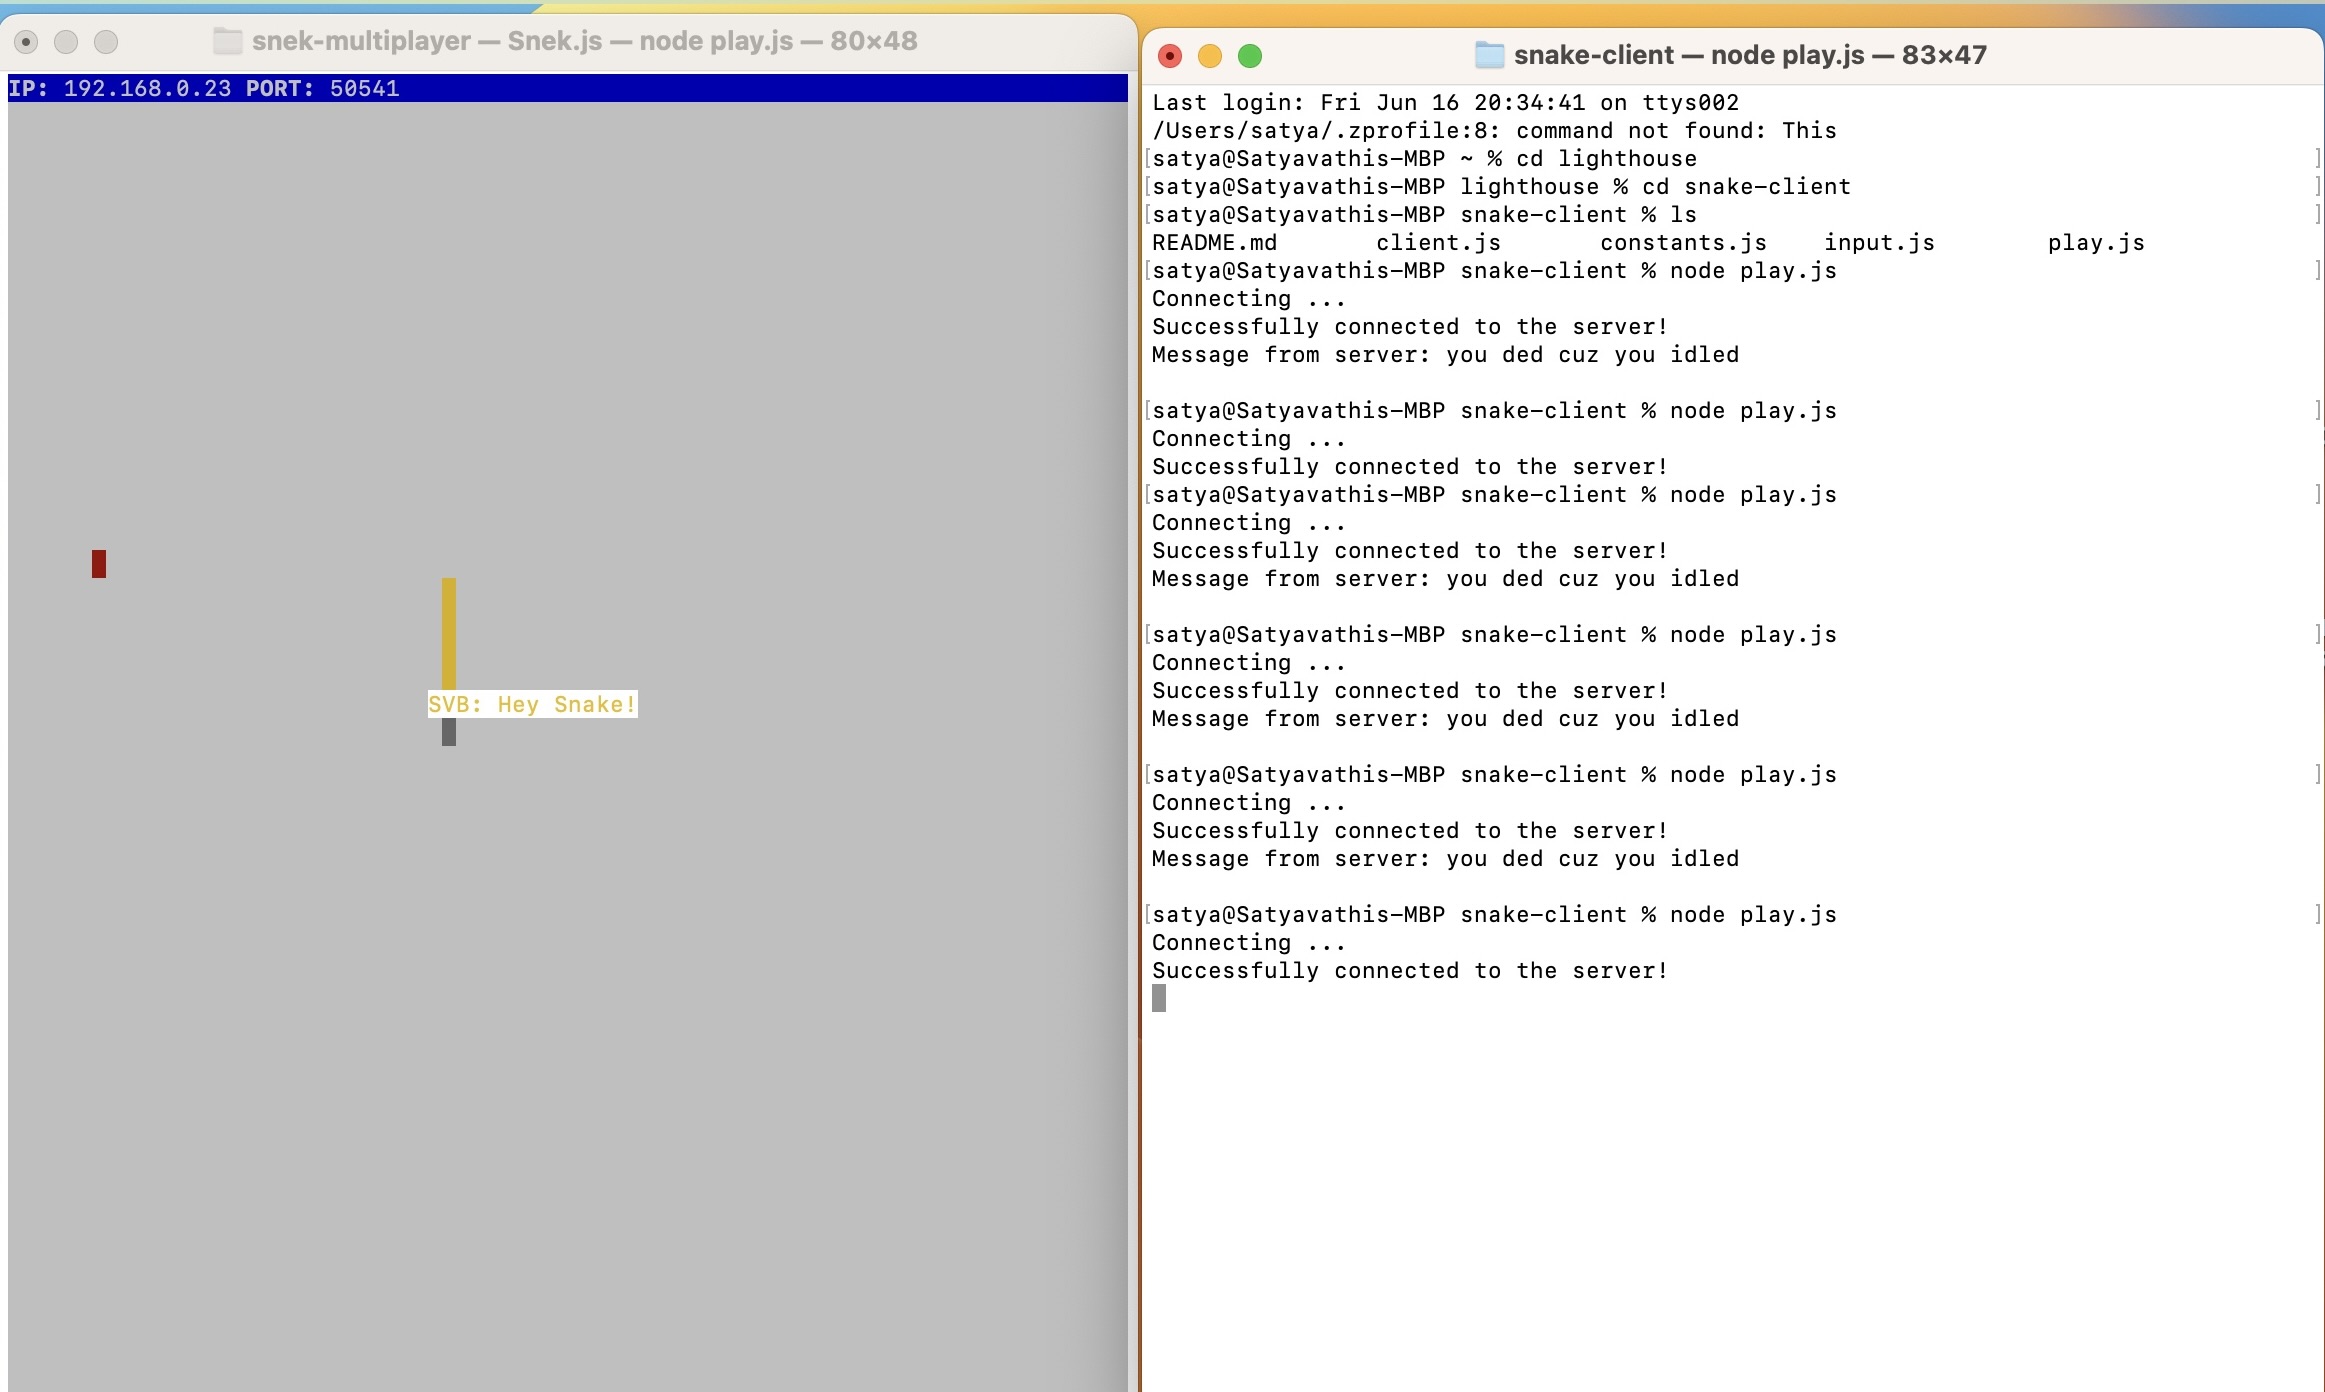 snek-multiplayer — Snek.js — node play.js — 80×48
IP: 192.168.0.23 PORT: 50541
SVB: Hey Snake!
snake-client — node play.js — 83×47
Last login: Fri Jun 16 20:34:41 on ttys002
/Users/satya/.zprofile:8: command not found: This
[satya@Satyavathis-MBP ~ % cd lighthouse ]
[satya@Satyavathis-MBP lighthouse % cd snake-client ]
[satya@Satyavathis-MBP snake-client % ls ]
README.md client.js constants.js input.js play.js
[satya@Satyavathis-MBP snake-client % node play.js ]
Connecting ...
Successfully connected to the server!
Message from server: you ded cuz you idled
[satya@Satyavathis-MBP snake-client % node play.js ]
Connecting ...
Successfully connected to the server!
[satya@Satyavathis-MBP snake-client % node play.js ]
Connecting ...
Successfully connected to the server!
Message from server: you ded cuz you idled
[satya@Satyavathis-MBP snake-client % node play.js ]
Connecting ...
Successfully connected to the server!
Message from server: you ded cuz you idled
[satya@Satyavathis-MBP snake-client % node play.js ]
Connecting ...
Successfully connected to the server!
Message from server: you ded cuz you idled
[satya@Satyavathis-MBP snake-client % node play.js ]
Connecting ...
Successfully connected to the server!